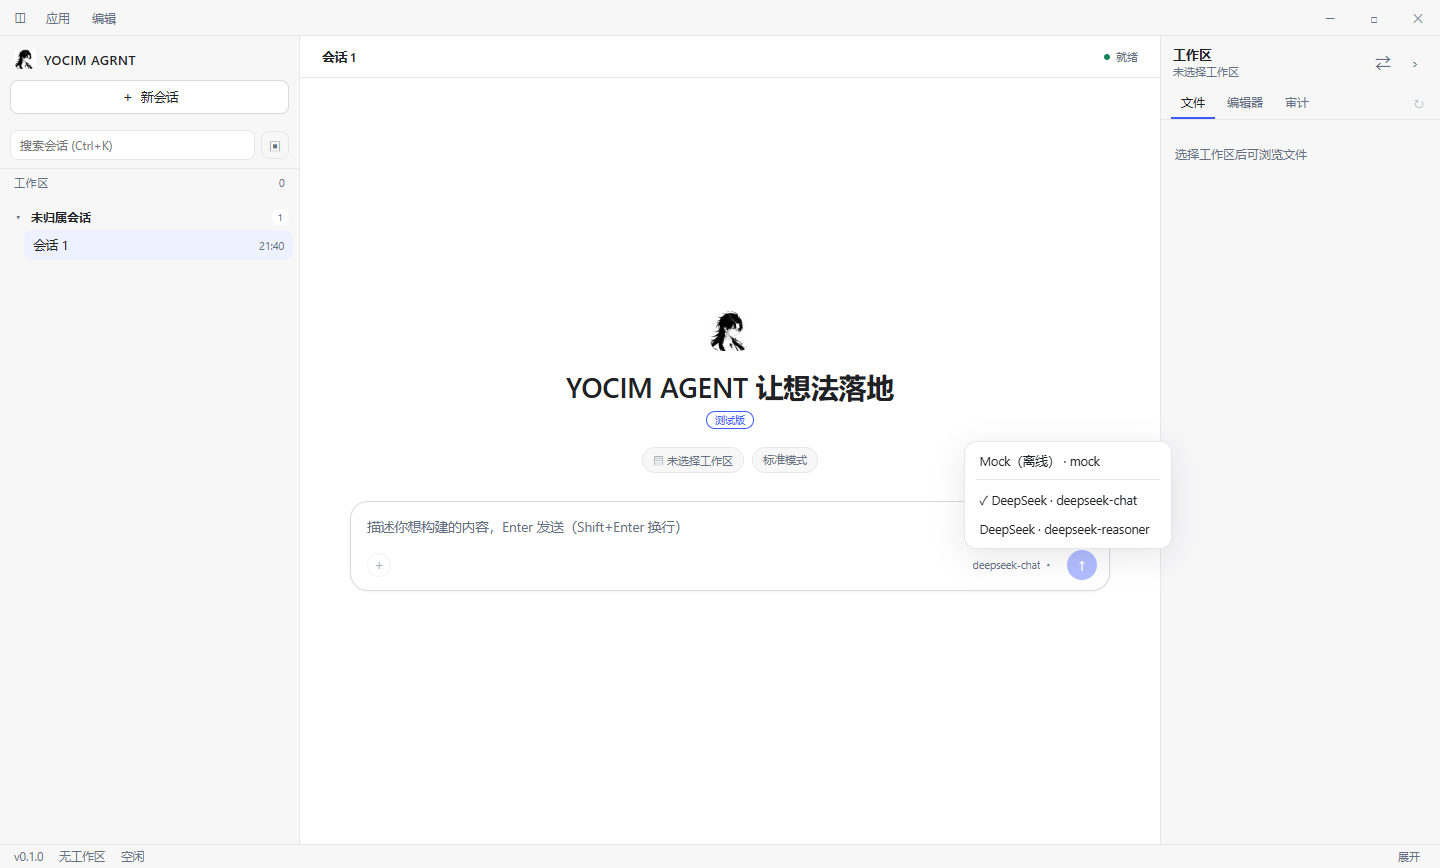 应用 编辑
YOCIM AGRNT
+ 新会话
搜索会话 (Ctrl+K)
工作区 0
未归属会话 1
会话 1 21:40
会话 1 就绪
YOCIM AGENT 让想法落地
测试版
未选择工作区 标准模式
描述你想构建的内容，Enter 发送（Shift+Enter 换行）
+
deepseek-chat
Mock（离线） · mock
✓ DeepSeek · deepseek-chat
DeepSeek · deepseek-reasoner
工作区
未选择工作区
文件 编辑器 审计
选择工作区后可浏览文件
v0.1.0 无工作区 空闲 展开